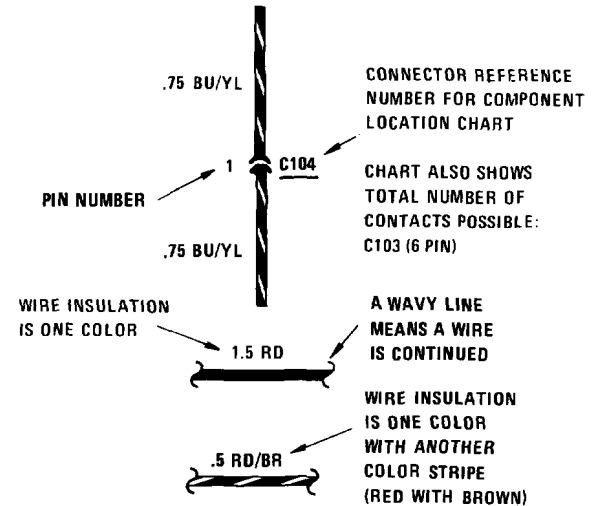 .75 BU/YL
CONNECTOR REFERENCE
NUMBER FOR COMPONENT
LOCATION CHART
1
C104
PIN NUMBER
CHART ALSO SHOWS
TOTAL NUMBER OF
CONTACTS POSSIBLE:
C103 (6 PIN)
.75 BU/YL
WIRE INSULATION
IS ONE COLOR
A WAVY LINE
MEANS A WIRE
IS CONTINUED
1.5 RD
WIRE INSULATION
IS ONE COLOR
WITH ANOTHER
COLOR STRIPE
(RED WITH BROWN)
.5 RD/BR